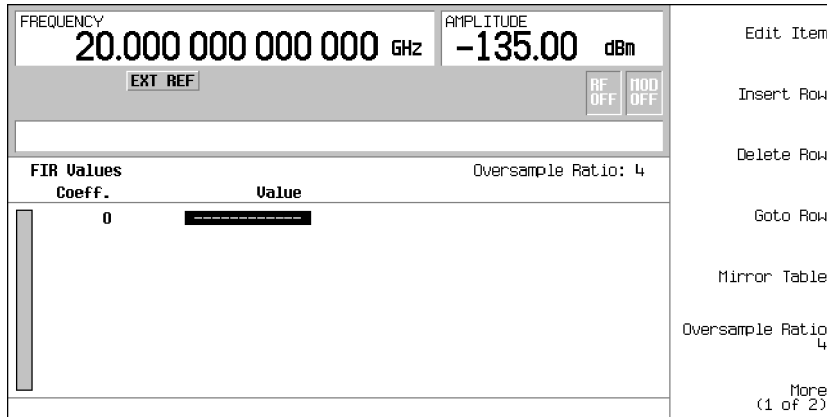 FREQUENCY
20.000 000 000 000 GHz
AMPLITUDE
-135.00 dBm
EXT REF
RF OFF
MOD OFF
FIR Values
Oversample Ratio: 4
Coeff. Value
0 ------------
Edit Item
Insert Row
Delete Row
Goto Row
Mirror Table
Oversample Ratio
4
More
(1 of 2)